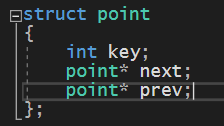 struct point
{
    int key;
    point* next;
    point* prev;
};